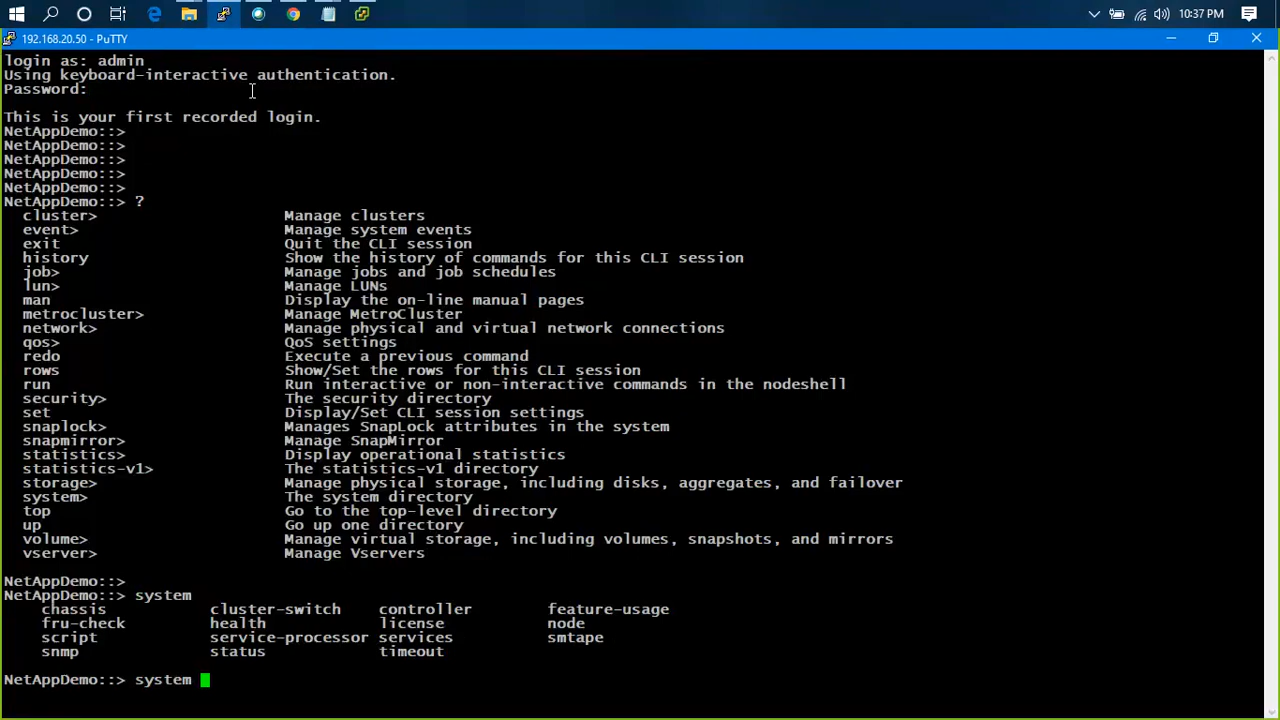 10:37 PM
192.168.20.50 - PuTTY
login as: admin
Using keyboard-interactive authentication.
Password:
This is your first recorded login.
NetAppDemo::>
NetAppDemo::>
NetAppDemo::>
NetAppDemo::>
NetAppDemo::>
NetAppDemo::> ?
cluster> Manage clusters
event> Manage system events
exit Quit the CLI session
history Show the history of commands for this CLI session
job> Manage jobs and job schedules
lun> Manage LUNs
man Display the on-line manual pages
metrocluster> Manage MetroCluster
network> Manage physical and virtual network connections
qos> QoS settings
redo Execute a previous command
rows Show/Set the rows for this CLI session
run Run interactive or non-interactive commands in the nodeshell
security> The security directory
set Display/Set CLI session settings
snaplock> Manages SnapLock attributes in the system
snapmirror> Manage SnapMirror
statistics> Display operational statistics
statistics-v1> The statistics-v1 directory
storage> Manage physical storage, including disks, aggregates, and failover
system> The system directory
top Go to the top-level directory
up Go up one directory
volume> Manage virtual storage, including volumes, snapshots, and mirrors
vserver> Manage Vservers
NetAppDemo::>
NetAppDemo::> system
chassis cluster-switch controller feature-usage
fru-check health license node
script service-processor services smtape
snmp status timeout
NetAppDemo::> system